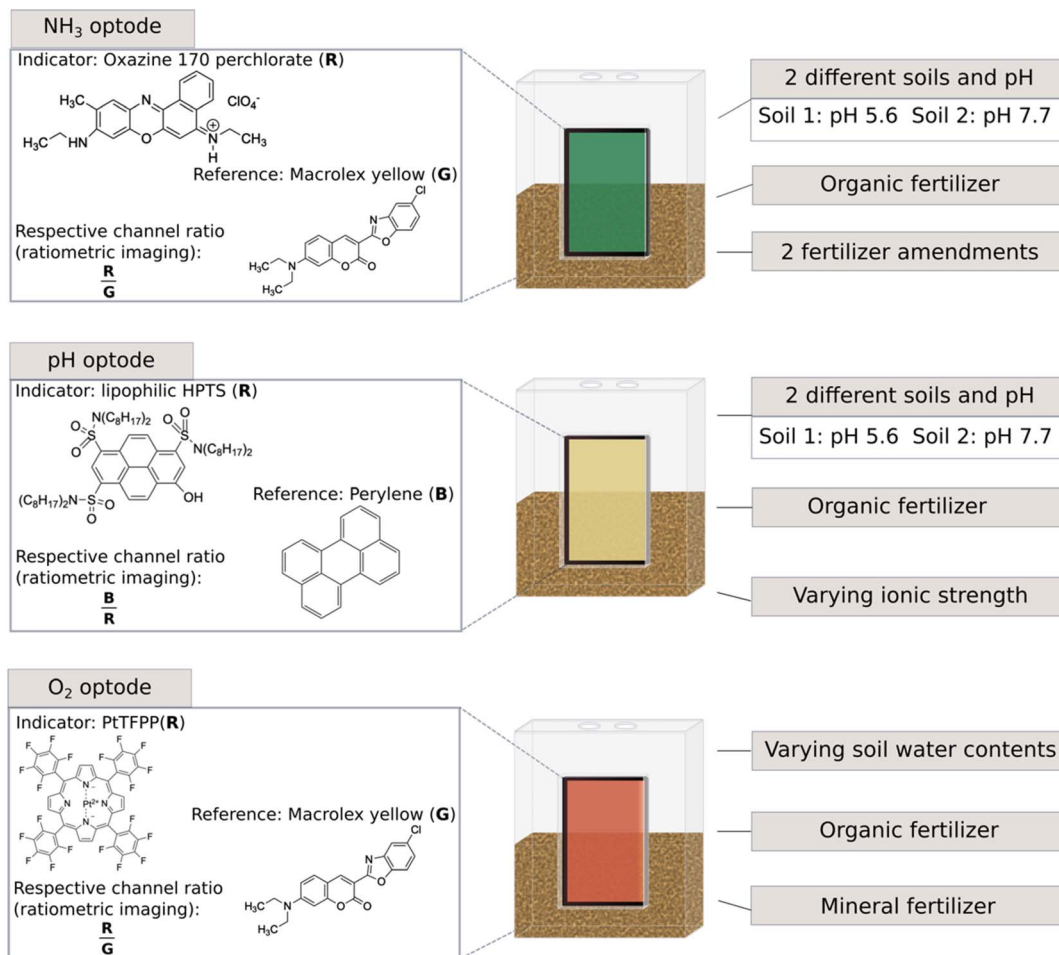 NH₃ optode
Indicator: Oxazine 170 perchlorate (R)
CH₃
N
ClO₄⁻
H₃C
HN
O
N⁺
H
CH₃
Reference: Macrolex yellow (G)
Cl
N
O
H₃C
N
O
O
H₃C
Respective channel ratio
(ratiometric imaging):
R
G
2 different soils and pH
Soil 1: pH 5.6 Soil 2: pH 7.7
Organic fertilizer
2 fertilizer amendments
pH optode
Indicator: lipophilic HPTS (R)
N(C₈H₁₇)₂
O
S
O
O
S
O
N(C₈H₁₇)₂
(C₈H₁₇)₂N
S
O
O
OH
Reference: Perylene (B)
Respective channel ratio
(ratiometric imaging):
B
R
2 different soils and pH
Soil 1: pH 5.6 Soil 2: pH 7.7
Organic fertilizer
Varying ionic strength
O₂ optode
Indicator: PtTFPP(R)
F
F
F
F
F
F
F
F
F
F
N
N
Pt²⁺
N
N
F
F
F
F
F
F
F
F
F
F
Reference: Macrolex yellow (G)
Cl
N
O
H₃C
N
O
O
H₃C
Respective channel ratio
(ratiometric imaging):
R
G
Varying soil water contents
Organic fertilizer
Mineral fertilizer